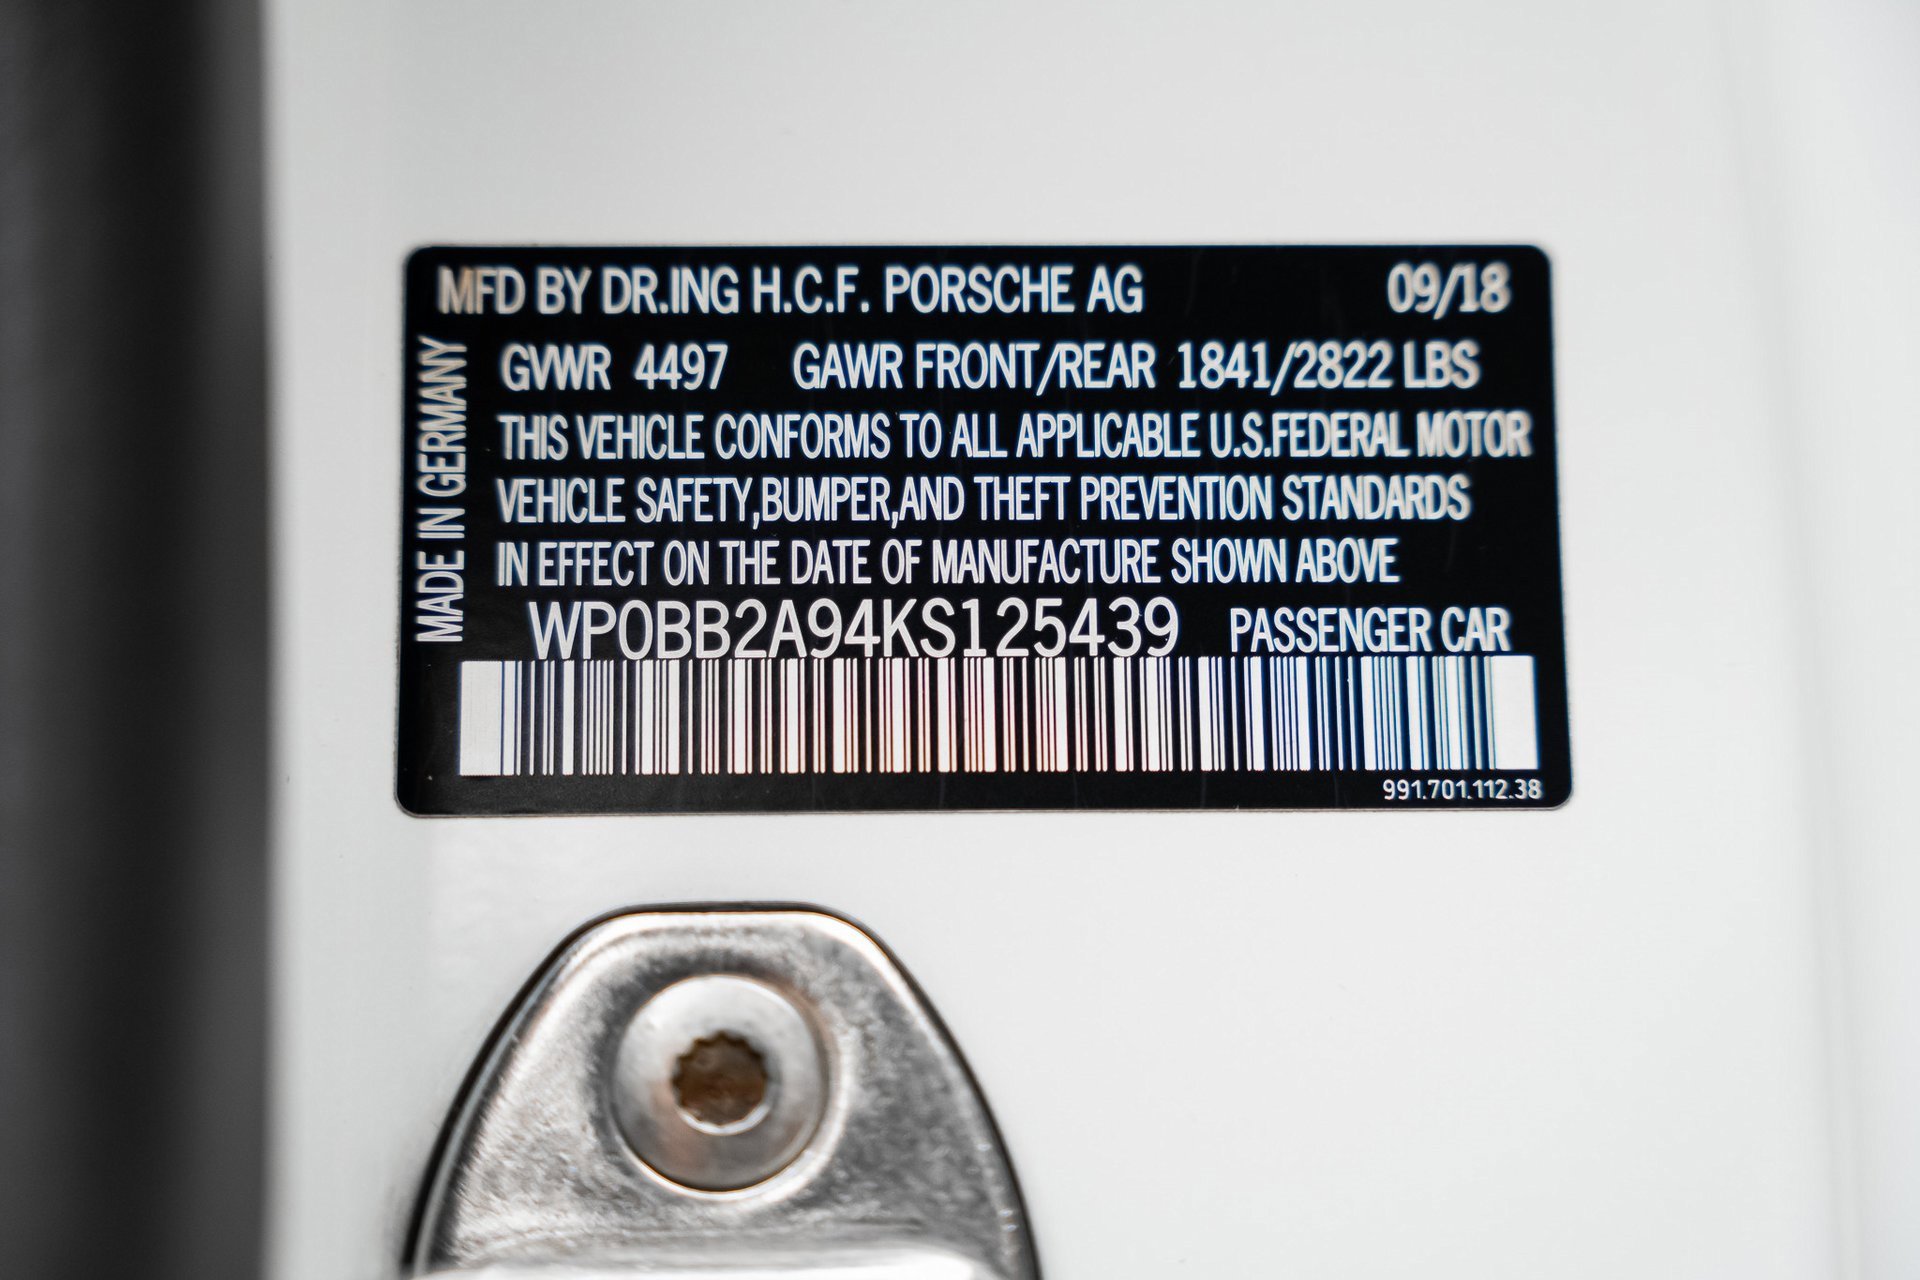 MFD BY DR.ING H.C.F. PORSCHE AG 09/18
MADE IN GERMANY
GVWR 4497 GAWR FRONT/REAR 1841/2822 LBS
THIS VEHICLE CONFORMS TO ALL APPLICABLE U.S.FEDERAL MOTOR
VEHICLE SAFETY,BUMPER,AND THEFT PREVENTION STANDARDS
IN EFFECT ON THE DATE OF MANUFACTURE SHOWN ABOVE
WP0BB2A94KS125439 PASSENGER CAR
991.701.112.38